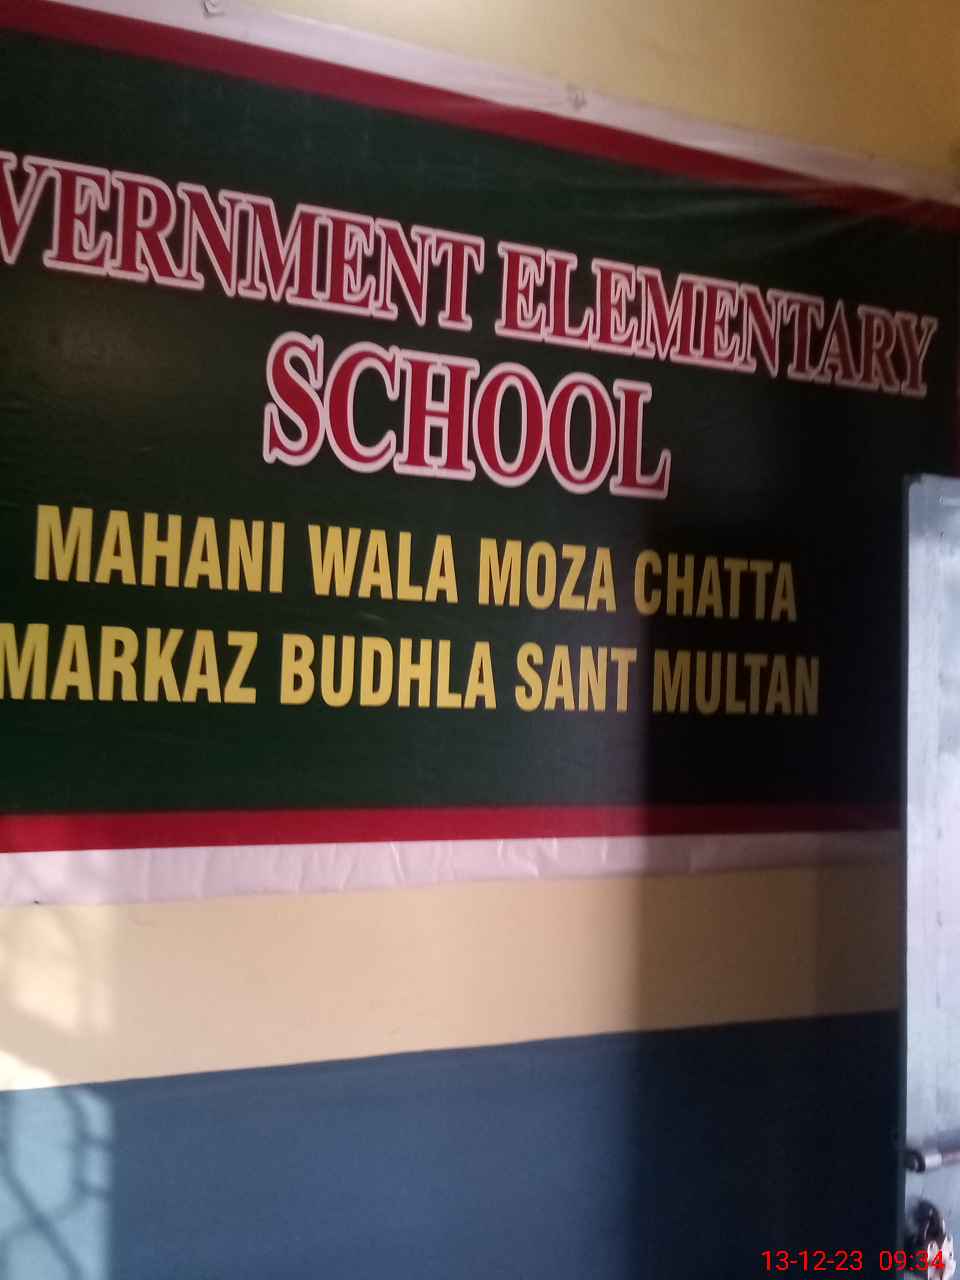 VERNMENT ELEMENTARY
SCHOOL
MAHANI WALA MOZA CHATTA
MARKAZ BUDHLA SANT MULTAN
13-12-23 09:34